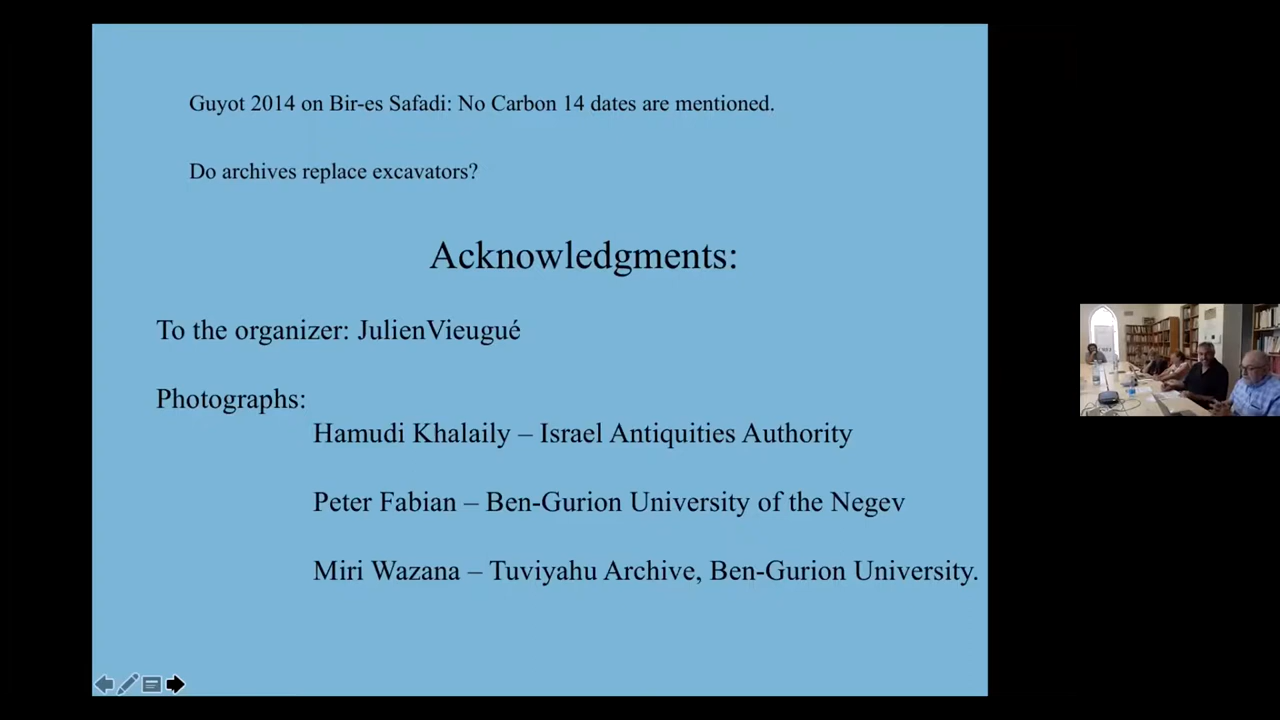 Guyot 2014 on Bir-es Safadi: No Carbon 14 dates are mentioned.
Do archives replace excavators?
Acknowledgments:
To the organizer: JulienVieugué
Photographs:
Hamudi Khalaily – Israel Antiquities Authority
Peter Fabian – Ben-Gurion University of the Negev
Miri Wazana – Tuviyahu Archive, Ben-Gurion University.